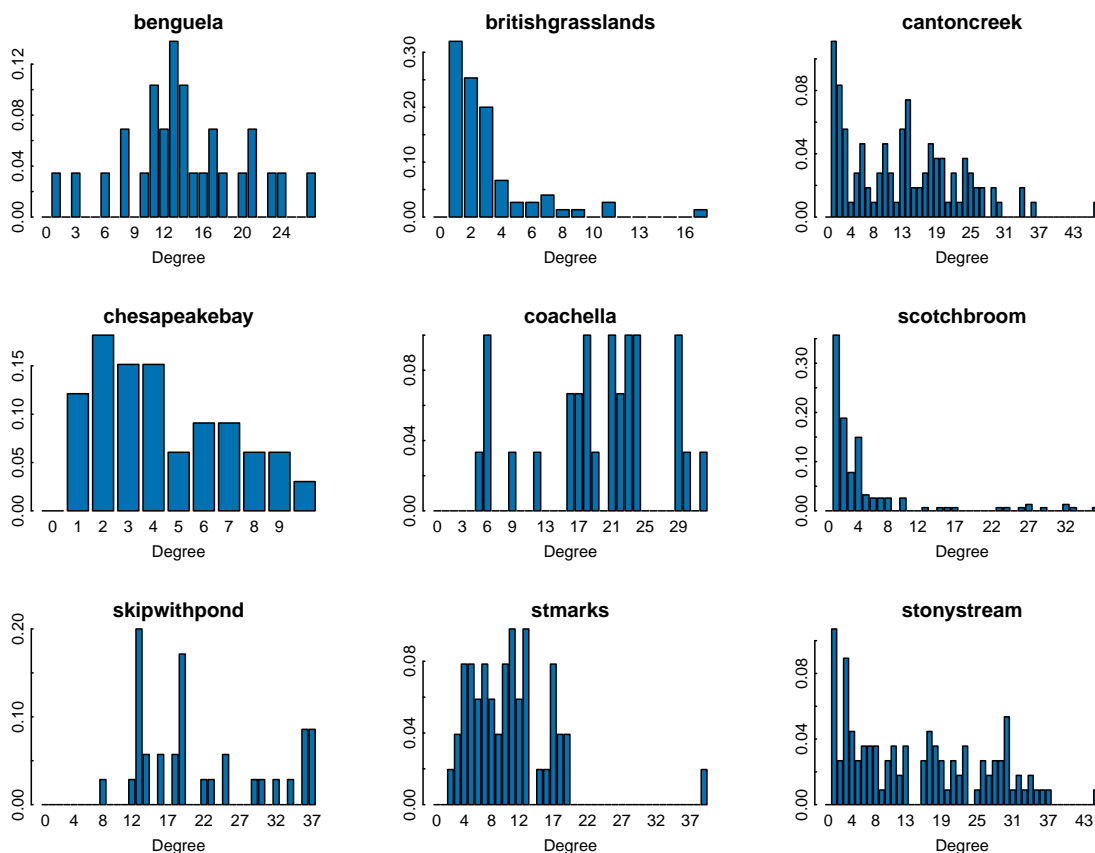 benguela
0.00 0.04 0.08 0.12
0 3 6 9 12 16 20 24
Degree
britishgrasslands
0.00 0.10 0.20 0.30
0 2 4 6 8 10 13 16
Degree
cantoncreek
0.00 0.04 0.08
0 4 8 13 19 25 31 37 43
Degree
chesapeakebay
0.00 0.05 0.10 0.15
0 1 2 3 4 5 6 7 8 9
Degree
coachella
0.00 0.04 0.08
0 3 6 9 13 17 21 25 29
Degree
scotchbroom
0.00 0.10 0.20 0.30
0 4 8 12 17 22 27 32
Degree
skipwithpond
0.00 0.10 0.20
0 4 8 12 17 22 27 32 37
Degree
stmarks
0.00 0.04 0.08
0 4 8 12 17 22 27 32 37
Degree
stonystream
0.00 0.04 0.08
0 4 8 13 19 25 31 37 43
Degree